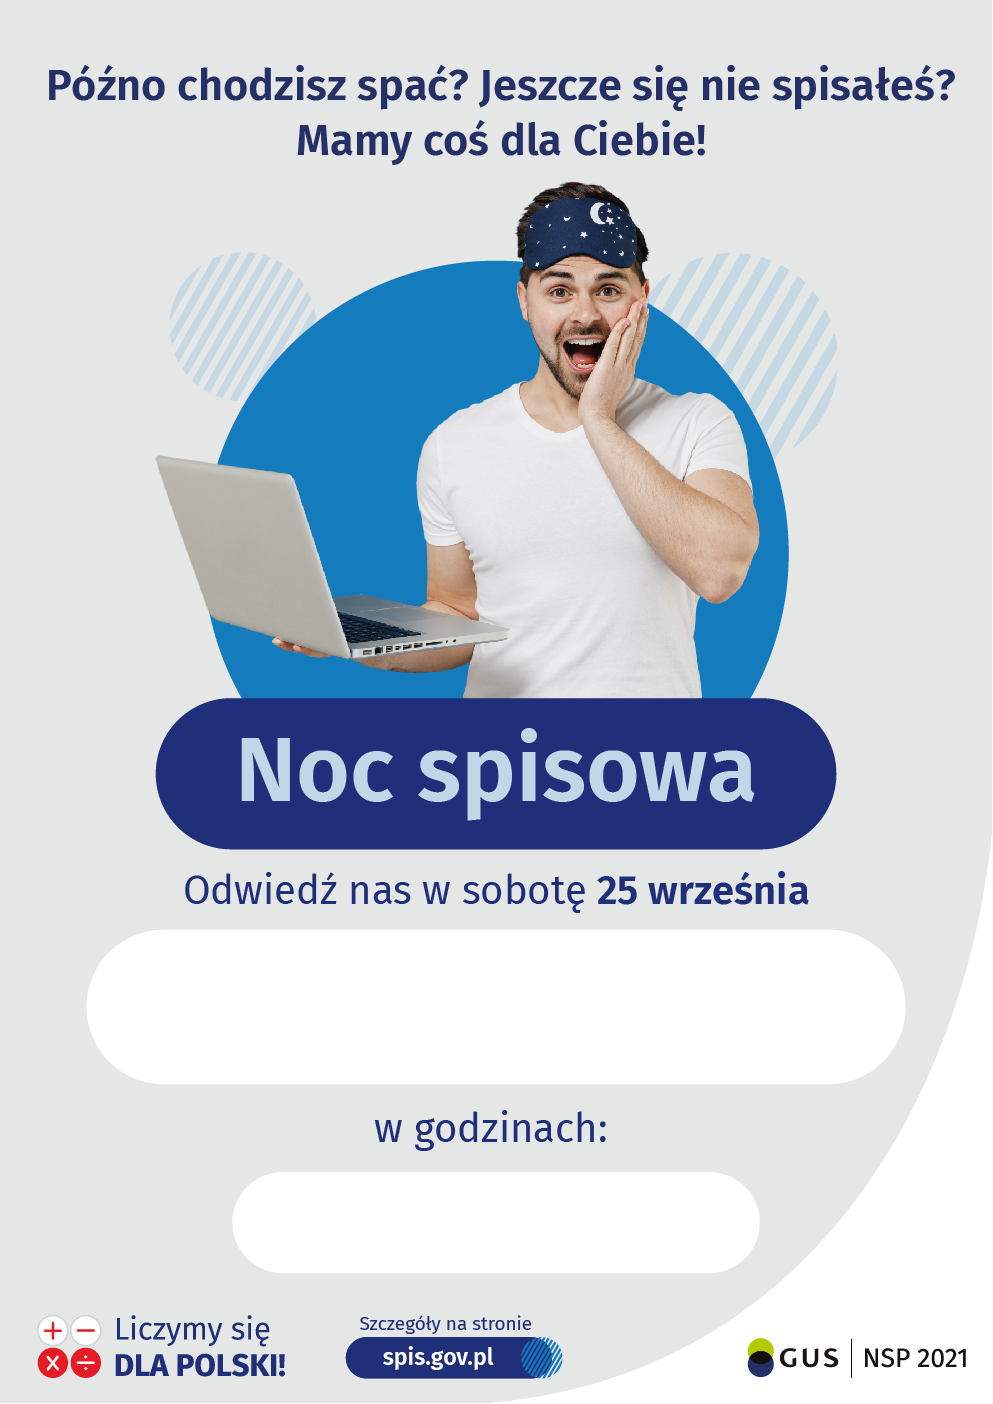 Późno chodzisz spać? Jeszcze się nie spisałeś?
Mamy coś dla Ciebie!
Noc spisowa
Odwiedź nas w sobotę 25 września
w godzinach:
Liczymy się
DLA POLSKI!
Szczegóły na stronie
spis.gov.pl
GUS | NSP 2021